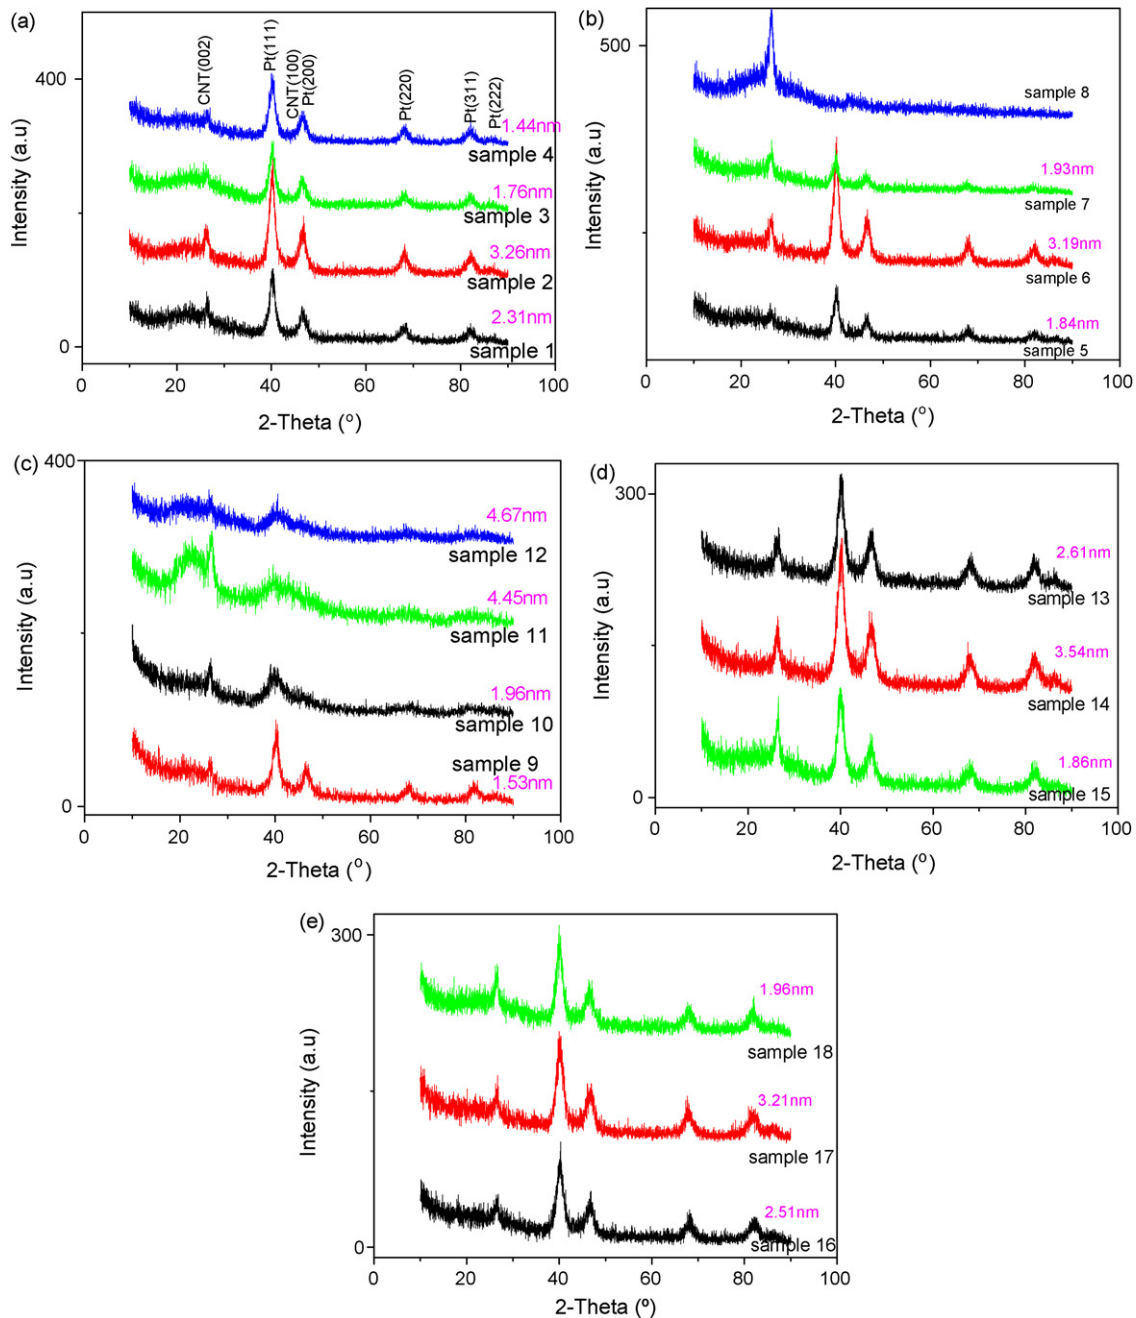 (a)
400
200
0
Intensity (a.u)
CNT(002)
Pt(111)
CNT(100)
Pt(200)
Pt(220)
Pt(311)
Pt(222)
1.44nm
sample 4
1.76nm
sample 3
3.26nm
sample 2
2.31nm
sample 1
0 20 40 60 80 100
2-Theta (o)
(b)
500
Intensity (a.u)
sample 8
1.93nm
sample 7
3.19nm
sample 6
1.84nm
sample 5
0 20 40 60 80 100
2-Theta (o)
(c)
400
0
Intensity (a.u)
4.67nm
sample 12
4.45nm
sample 11
1.96nm
sample 10
sample 9
1.53nm
0 20 40 60 80 100
2-Theta (o)
(d)
300
0
Intensity (a.u)
2.61nm
sample 13
3.54nm
sample 14
1.86nm
sample 15
0 20 40 60 80 100
2-Theta (o)
(e)
300
0
Intensity (a.u)
1.96nm
sample 18
3.21nm
sample 17
2.51nm
sample 16
0 20 40 60 80 100
2-Theta (º)